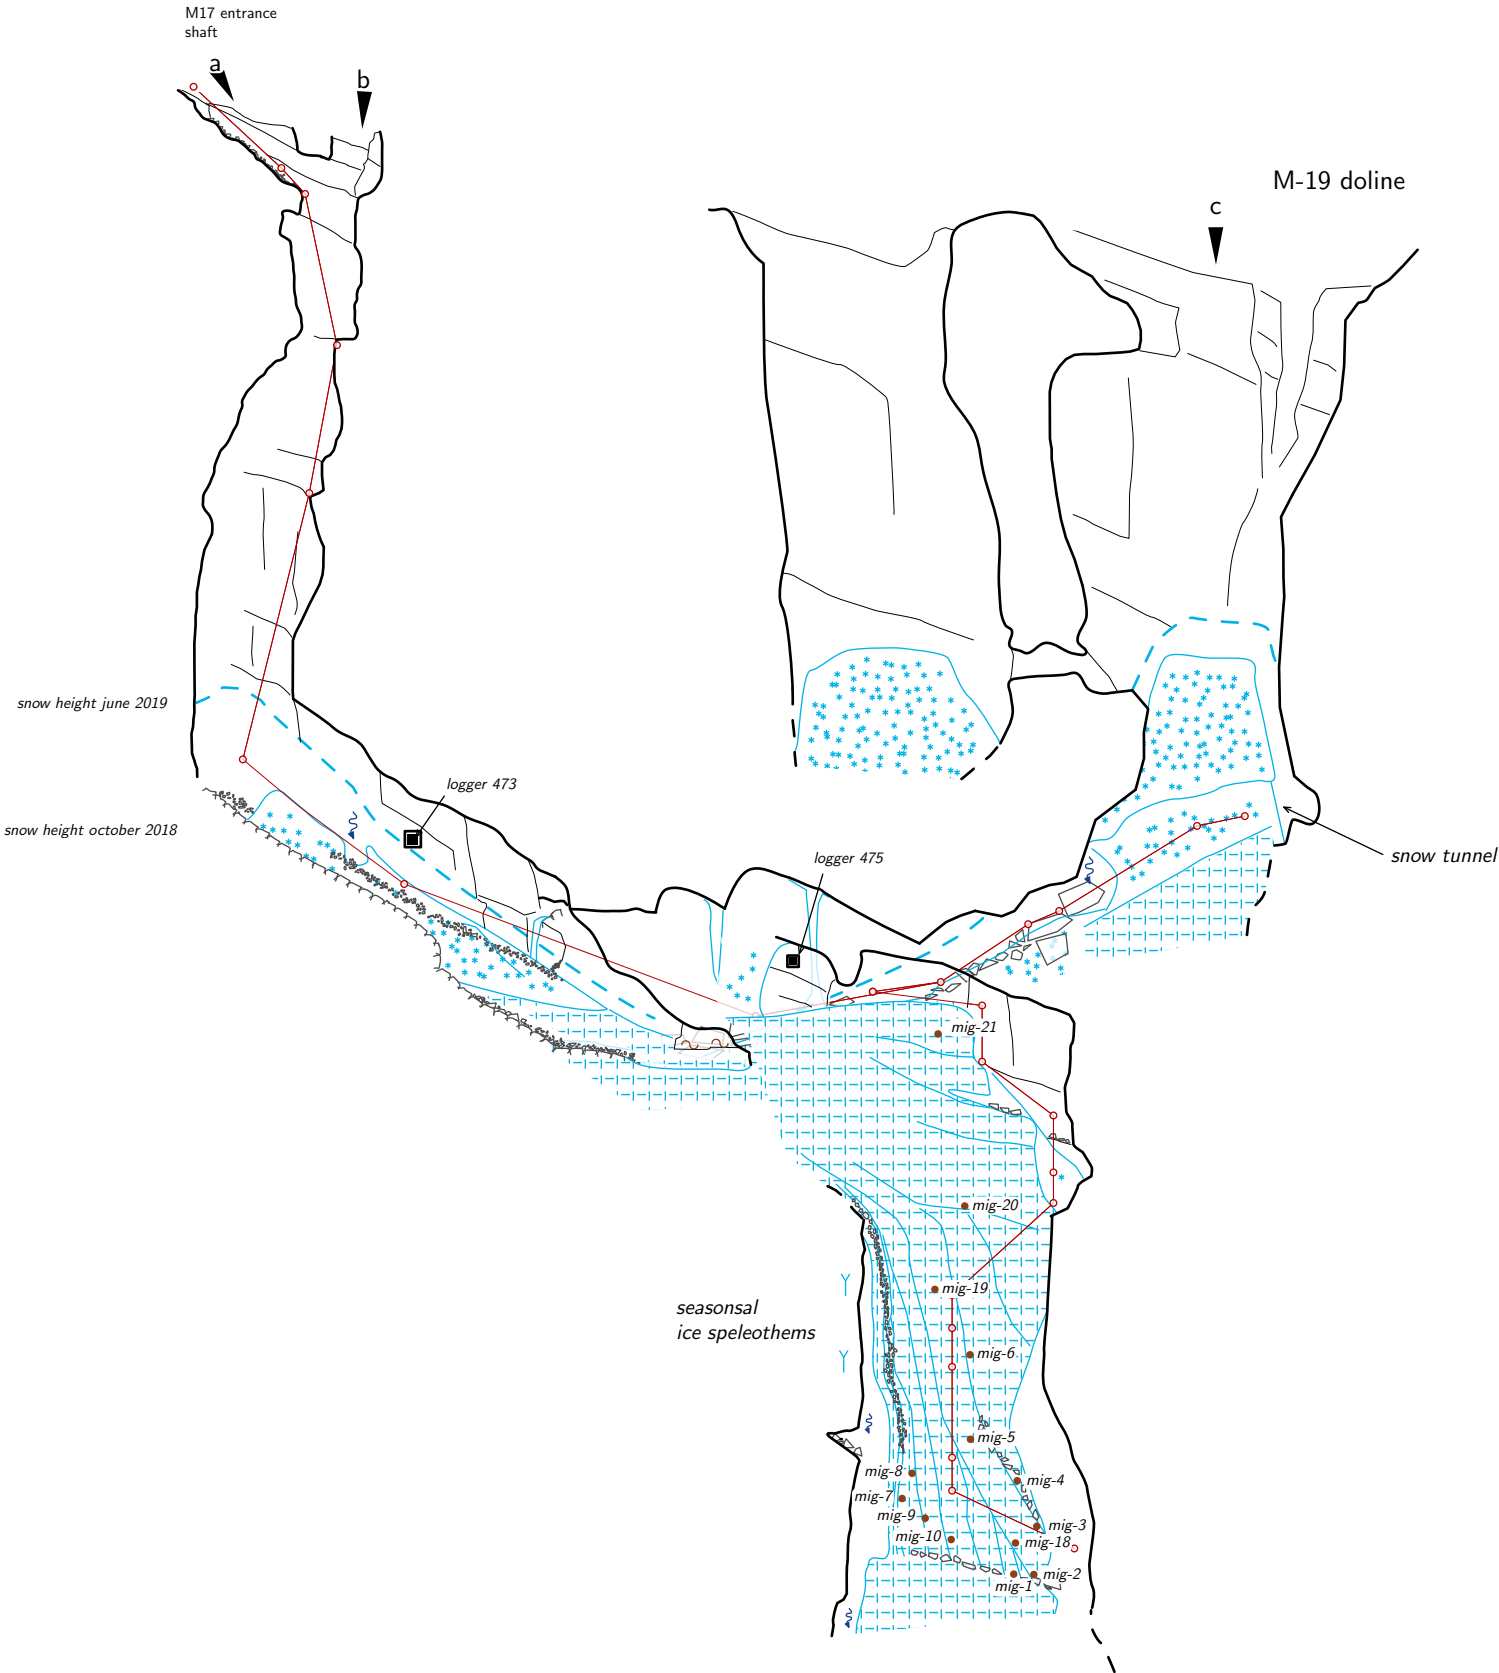 M17 entrance
shaft
a
b
M-19 doline
c
snow height june 2019
logger 473
snow height october 2018
logger 475
snow tunnel
mig-21
mig-20
mig-19
seasonsal
ice speleothems
mig-6
mig-5
mig-8
mig-4
mig-7
mig-9
mig-3
mig-10
mig-18
mig-2
mig-1